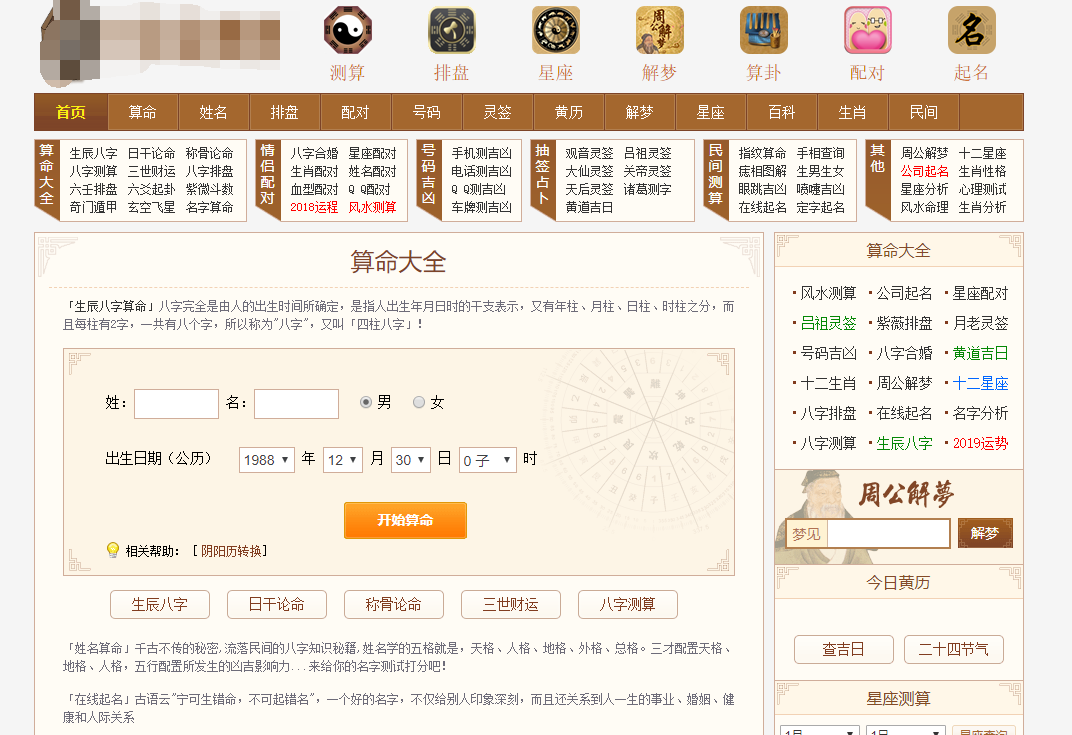 测算 排盘 星座 解梦 算卦 配对 起名
首页 算命 姓名 排盘 配对 号码 灵签 黄历 解梦 星座 百科 生肖 民间
算命大全
生辰八字 日干论命 称骨论命
八字测算 三世财运 八字排盘
六壬排盘 六爻起卦 紫微斗数
奇门遁甲 玄空飞星 名字算命
情侣配对
八字合婚 星座配对
生肖配对 姓名配对
血型配对 Q Q配对
2018运程 风水测算
号码吉凶
手机测吉凶
电话测吉凶
Q Q测吉凶
车牌测吉凶
抽签占卜
观音灵签 吕祖灵签
大仙灵签 关帝灵签
天后灵签 诸葛测字
黄道吉日
民间测算
指纹算命 手相查询
痣相图解 生男生女
眼跳吉凶 喷嚏吉凶
在线起名 定字起名
其他
周公解梦 十二星座
公司起名 生肖性格
星座分析 心理测试
风水命理 生肖分析
算命大全
「生辰八字算命」八字完全是由人的出生时间所确定，是指人出生年月日时的干支表示，又有年柱、月柱、日柱、时柱之分，而
且每柱有2字，一共有八个字，所以称为"八字"，又叫「四柱八字」！
姓： 名： 男 女
出生日期（公历） 1988 年 12 月 30 日 0 子 时
开始算命
相关帮助： [ 阴阳历转换]
生辰八字 日干论命 称骨论命 三世财运 八字测算
「姓名算命」千古不传的秘密,流落民间的八字知识秘籍,姓名学的五格就是，天格、人格、地格、外格、总格。三才配置天格、
地格、人格，五行配置所发生的凶吉影响力...来给你的名字测试打分吧！
「在线起名」古语云"宁可生错命，不可起错名"，一个好的名字，不仅给别人印象深刻，而且还关系到人一生的事业、婚姻、健
康和人际关系
算命大全
·风水测算 ·公司起名 ·星座配对
·吕祖灵签 ·紫薇排盘 ·月老灵签
·号码吉凶 ·八字合婚 ·黄道吉日
·十二生肖 ·周公解梦 ·十二星座
·八字排盘 ·在线起名 ·名字分析
·八字测算 ·生辰八字 ·2019运势
周公解夢
梦见 解梦
今日黄历
查吉日 二十四节气
星座测算
1月 1日 星座查询